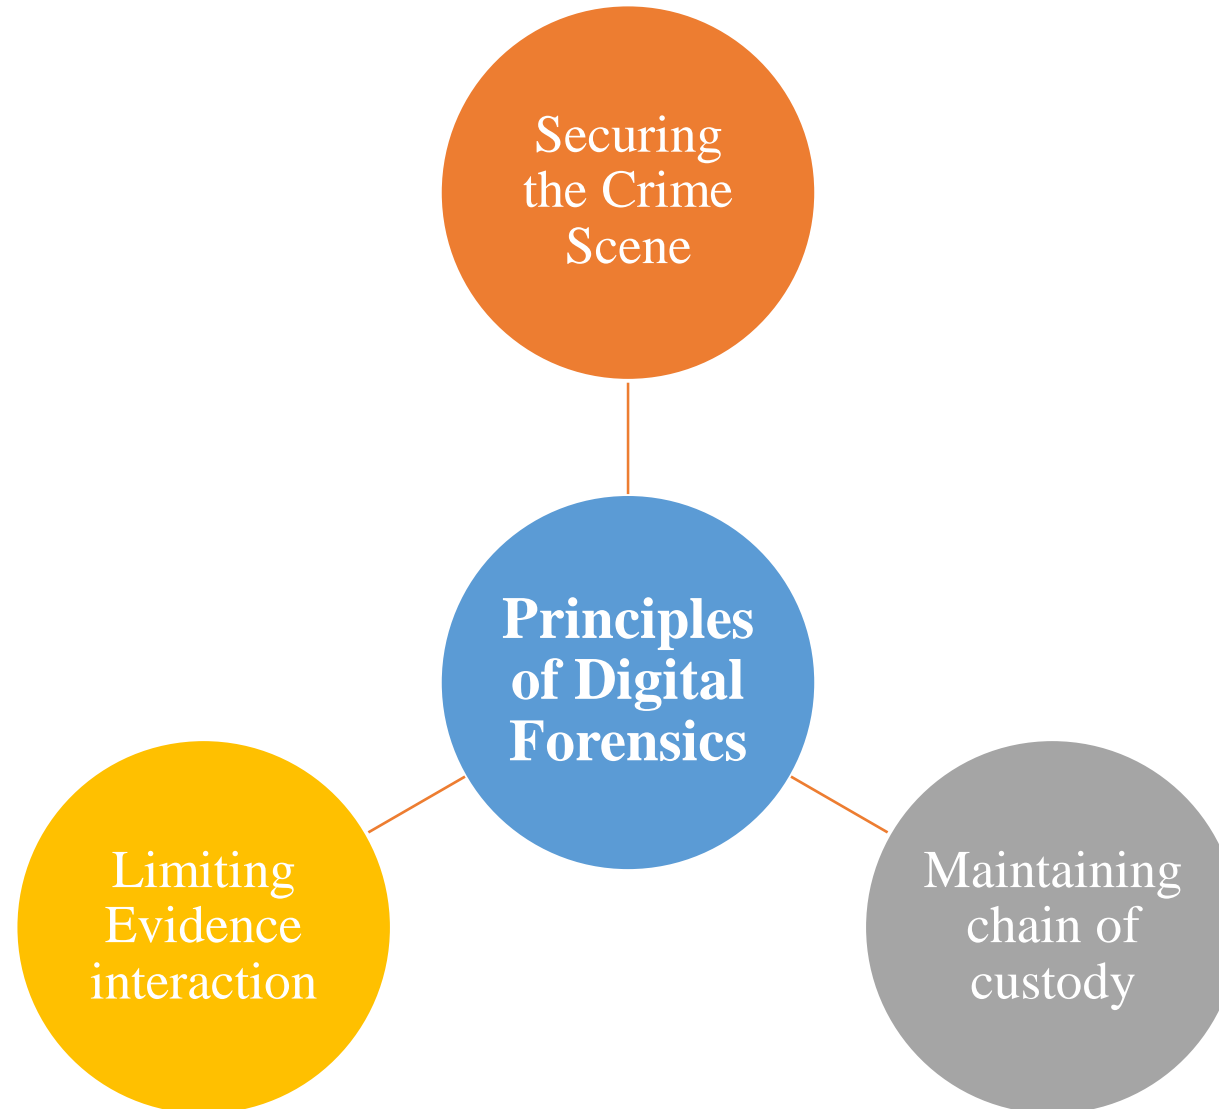 Securing
the Crime
Scene
Principles
of Digital
Forensics
Limiting
Evidence
interaction
Maintaining
chain of
custody